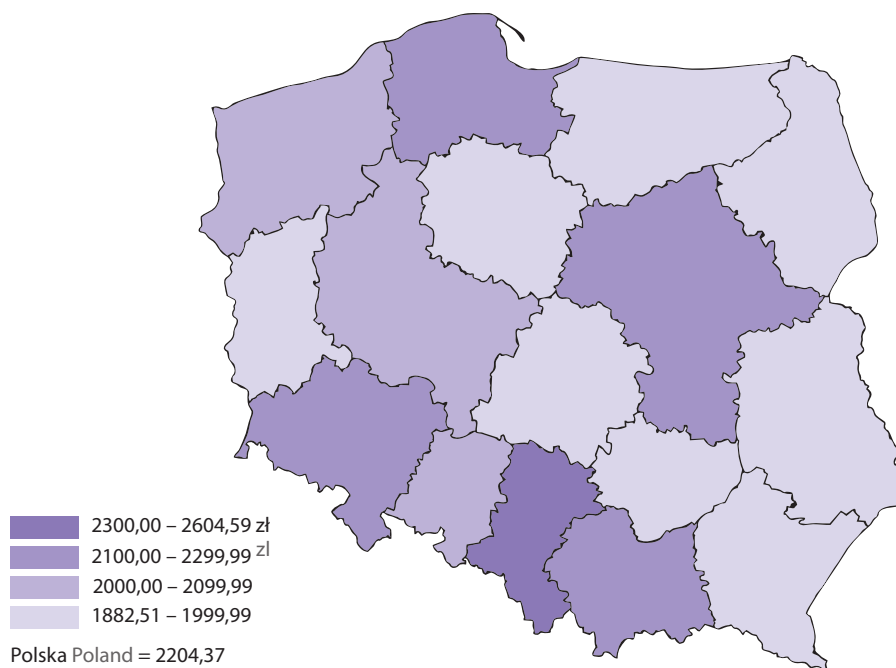 2300,00 – 2604,59 zł
2100,00 – 2299,99 zl
2000,00 – 2099,99
1882,51 – 1999,99
Polska Poland = 2204,37